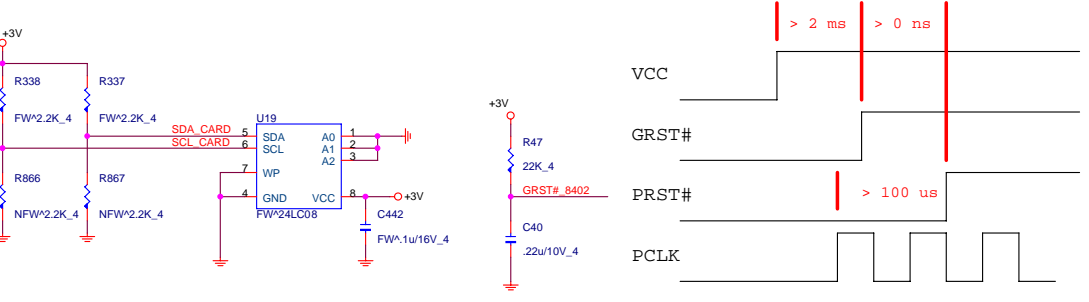 +3V
R338
R337
FW^2.2K_4
FW^2.2K_4
SDA_CARD
SCL_CARD
R866
R867
NFW^2.2K_4
NFW^2.2K_4
U19
5 SDA A0 1
6 SCL A1 2
A2 3
7 WP
4 GND VCC 8
FW^24LC08
+3V
C442
FW^.1u/16V_4
+3V
R47
22K_4
GRST#_8402
C40
.22u/10V_4
> 2 ms > 0 ns
VCC
GRST#
PRST# > 100 us
PCLK